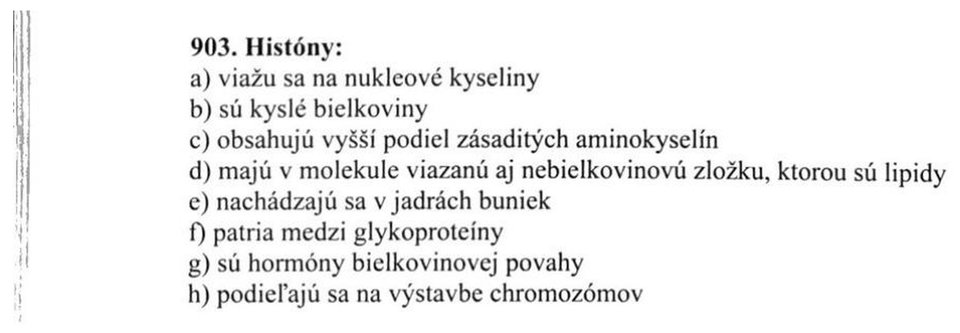 903. Históny:
a) viažu sa na nukleové kyseliny
b) sú kyslé bielkoviny
c) obsahujú vyšší podiel zásaditých aminokyselín
d) majú v molekule viazanú aj nebielkovinovú zložku, ktorou sú lipidy
e) nachádzajú sa v jadrách buniek
f) patria medzi glykoproteíny
g) sú hormóny bielkovinovej povahy
h) podieľajú sa na výstavbe chromozómov